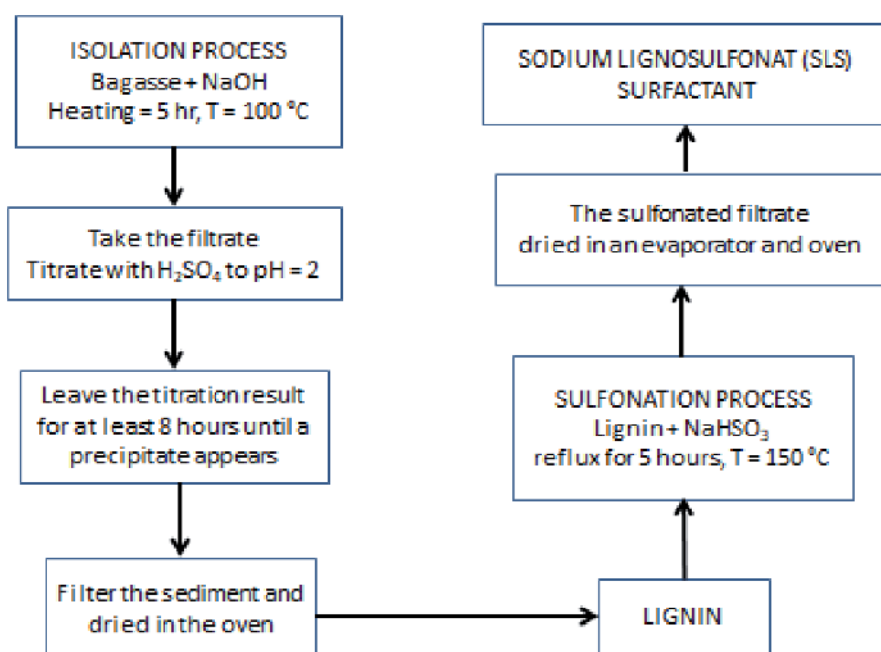 ISOLATION PROCESS
Bagasse + NaOH
Heating = 5 hr, T = 100 °C
Take the filtrate
Titrate with H₂SO₄ to pH = 2
Leave the titration result
for at least 8 hours until a
precipitate appears
Filter the sediment and
dried in the oven
LIGNIN
SULFONATION PROCESS
Lignin + NaHSO₃
reflux for 5 hours, T = 150 °C
The sulfonated filtrate
dried in an evaporator and oven
SODIUM LIGNOSULFONAT (SLS)
SURFACTANT